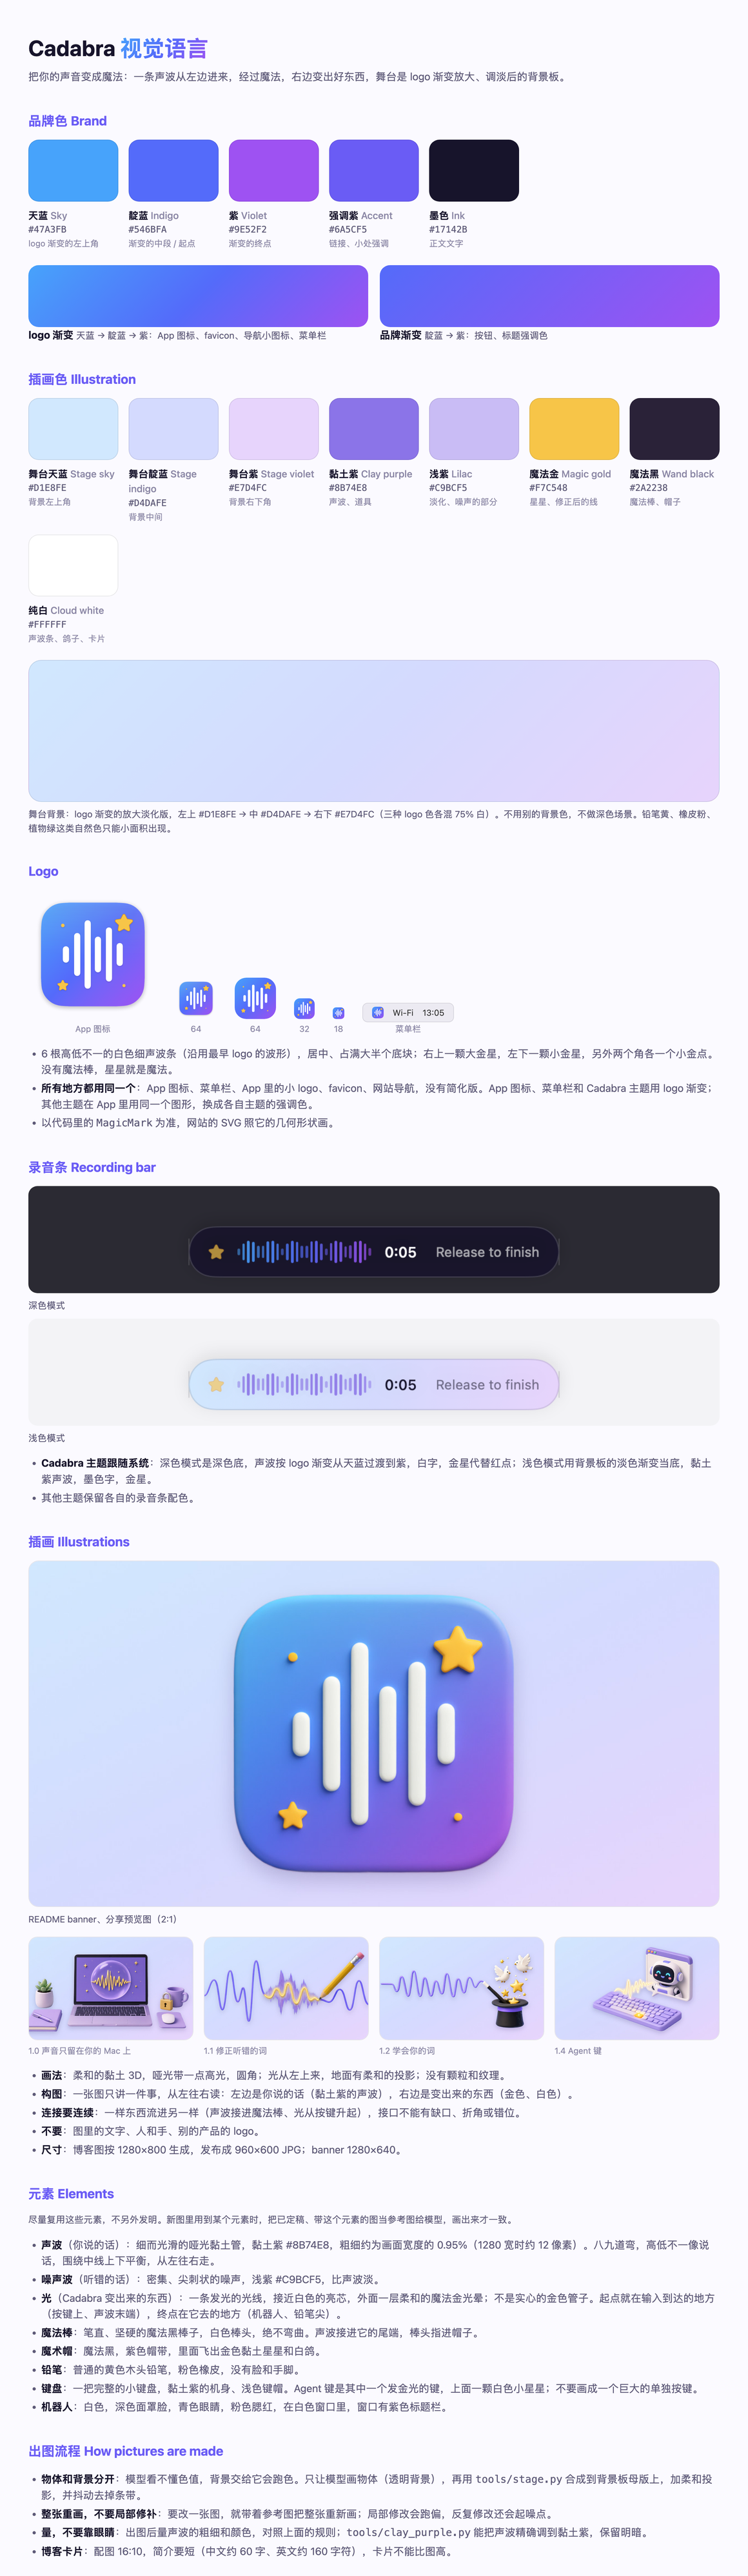 Cadabra 视觉语言
把你的声音变成魔法：一条声波从左边进来，经过魔法，右边变出好东西，舞台是 logo 渐变放大、调淡后的背景板。
品牌色 Brand
天蓝 Sky
#47A3FB
logo 渐变的左上角
靛蓝 Indigo
#546BFA
渐变的中段 / 起点
紫 Violet
#9E52F2
渐变的终点
强调紫 Accent
#6A5CF5
链接、小处强调
墨色 Ink
#17142B
正文文字
logo 渐变 天蓝 → 靛蓝 → 紫：App 图标、favicon、导航小图标、菜单栏
品牌渐变 靛蓝 → 紫：按钮、标题强调色
插画色 Illustration
舞台天蓝 Stage sky
#D1E8FE
背景左上角
舞台靛蓝 Stage
indigo
#D4DAFE
背景中间
舞台紫 Stage violet
#E7D4FC
背景右下角
黏土紫 Clay purple
#8B74E8
声波、道具
浅紫 Lilac
#C9BCF5
淡化、噪声的部分
魔法金 Magic gold
#F7C548
星星、修正后的线
魔法黑 Wand black
#2A2238
魔法棒、帽子
纯白 Cloud white
#FFFFFF
声波条、鸽子、卡片
舞台背景：logo 渐变的放大淡化版，左上 #D1E8FE → 中 #D4DAFE → 右下 #E7D4FC（三种 logo 色各混 75% 白）。不用别的背景色，不做深色场景。铅笔黄、橡皮粉、
植物绿这类自然色只能小面积出现。
Logo
App 图标
64
64
32
18
Wi-Fi 13:05
菜单栏
• 6 根高低不一的白色细声波条（沿用最早 logo 的波形），居中、占满大半个底块；右上一颗大金星，左下一颗小金星，另外两个角各一个小金点。
没有魔法棒，星星就是魔法。
• 所有地方都用同一个：App 图标、菜单栏、App 里的小 logo、favicon、网站导航，没有简化版。App 图标、菜单栏和 Cadabra 主题用 logo 渐变；
其他主题在 App 里用同一个图形，换成各自主题的强调色。
• 以代码里的 MagicMark 为准，网站的 SVG 照它的几何形状画。
录音条 Recording bar
0:05 Release to finish
深色模式
0:05 Release to finish
浅色模式
• Cadabra 主题跟随系统：深色模式是深色底，声波按 logo 渐变从天蓝过渡到紫，白字，金星代替红点；浅色模式用背景板的淡色渐变当底，黏土
紫声波，墨色字，金星。
• 其他主题保留各自的录音条配色。
插画 Illustrations
README banner、分享预览图（2:1）
1.0 声音只留在你的 Mac 上
1.1 修正听错的词
1.2 学会你的词
1.4 Agent 键
• 画法：柔和的黏土 3D，哑光带一点高光，圆角；光从左上来，地面有柔和的投影；没有颗粒和纹理。
• 构图：一张图只讲一件事，从左往右读：左边是你说的话（黏土紫的声波），右边是变出来的东西（金色、白色）。
• 连接要连续：一样东西流进另一样（声波接进魔法棒、光从按键升起），接口不能有缺口、折角或错位。
• 不要：图里的文字、人和手、别的产品的 logo。
• 尺寸：博客图按 1280×800 生成，发布成 960×600 JPG；banner 1280×640。
元素 Elements
尽量复用这些元素，不另外发明。新图里用到某个元素时，把已定稿、带这个元素的图当参考图给模型，画出来才一致。
• 声波（你说的话）：细而光滑的哑光黏土管，黏土紫 #8B74E8，粗细约为画面宽度的 0.95%（1280 宽时约 12 像素）。八九道弯，高低不一像说
话，围绕中线上下平衡，从左往右走。
• 噪声波（听错的话）：密集、尖刺状的噪声，浅紫 #C9BCF5，比声波淡。
• 光（Cadabra 变出来的东西）：一条发光的光线，接近白色的亮芯，外面一层柔和的魔法金光晕；不是实心的金色管子。起点就在输入到达的地方
（按键上、声波末端），终点在它去的地方（机器人、铅笔尖）。
• 魔法棒：笔直、坚硬的魔法黑棒子，白色棒头，绝不弯曲。声波接进它的尾端，棒头指进帽子。
• 魔术帽：魔法黑，紫色帽带，里面飞出金色黏土星星和白鸽。
• 铅笔：普通的黄色木头铅笔，粉色橡皮，没有脸和手脚。
• 键盘：一把完整的小键盘，黏土紫的机身、浅色键帽。Agent 键是其中一个发金光的键，上面一颗白色小星星；不要画成一个巨大的单独按键。
• 机器人：白色，深色面罩脸，青色眼睛，粉色腮红，在白色窗口里，窗口有紫色标题栏。
出图流程 How pictures are made
• 物体和背景分开：模型看不懂色值，背景交给它会跑色。只让模型画物体（透明背景），再用 tools/stage.py 合成到背景板母版上，加柔和投
影，并抖动去掉条带。
• 整张重画，不要局部修补：要改一张图，就带着参考图把整张重新画；局部修改会跑偏，反复修改还会起噪点。
• 量，不要靠眼睛：出图后量声波的粗细和颜色，对照上面的规则；tools/clay_purple.py 能把声波精确调到黏土紫，保留明暗。
• 博客卡片：配图 16:10，简介要短（中文约 60 字、英文约 160 字符），卡片不能比图高。